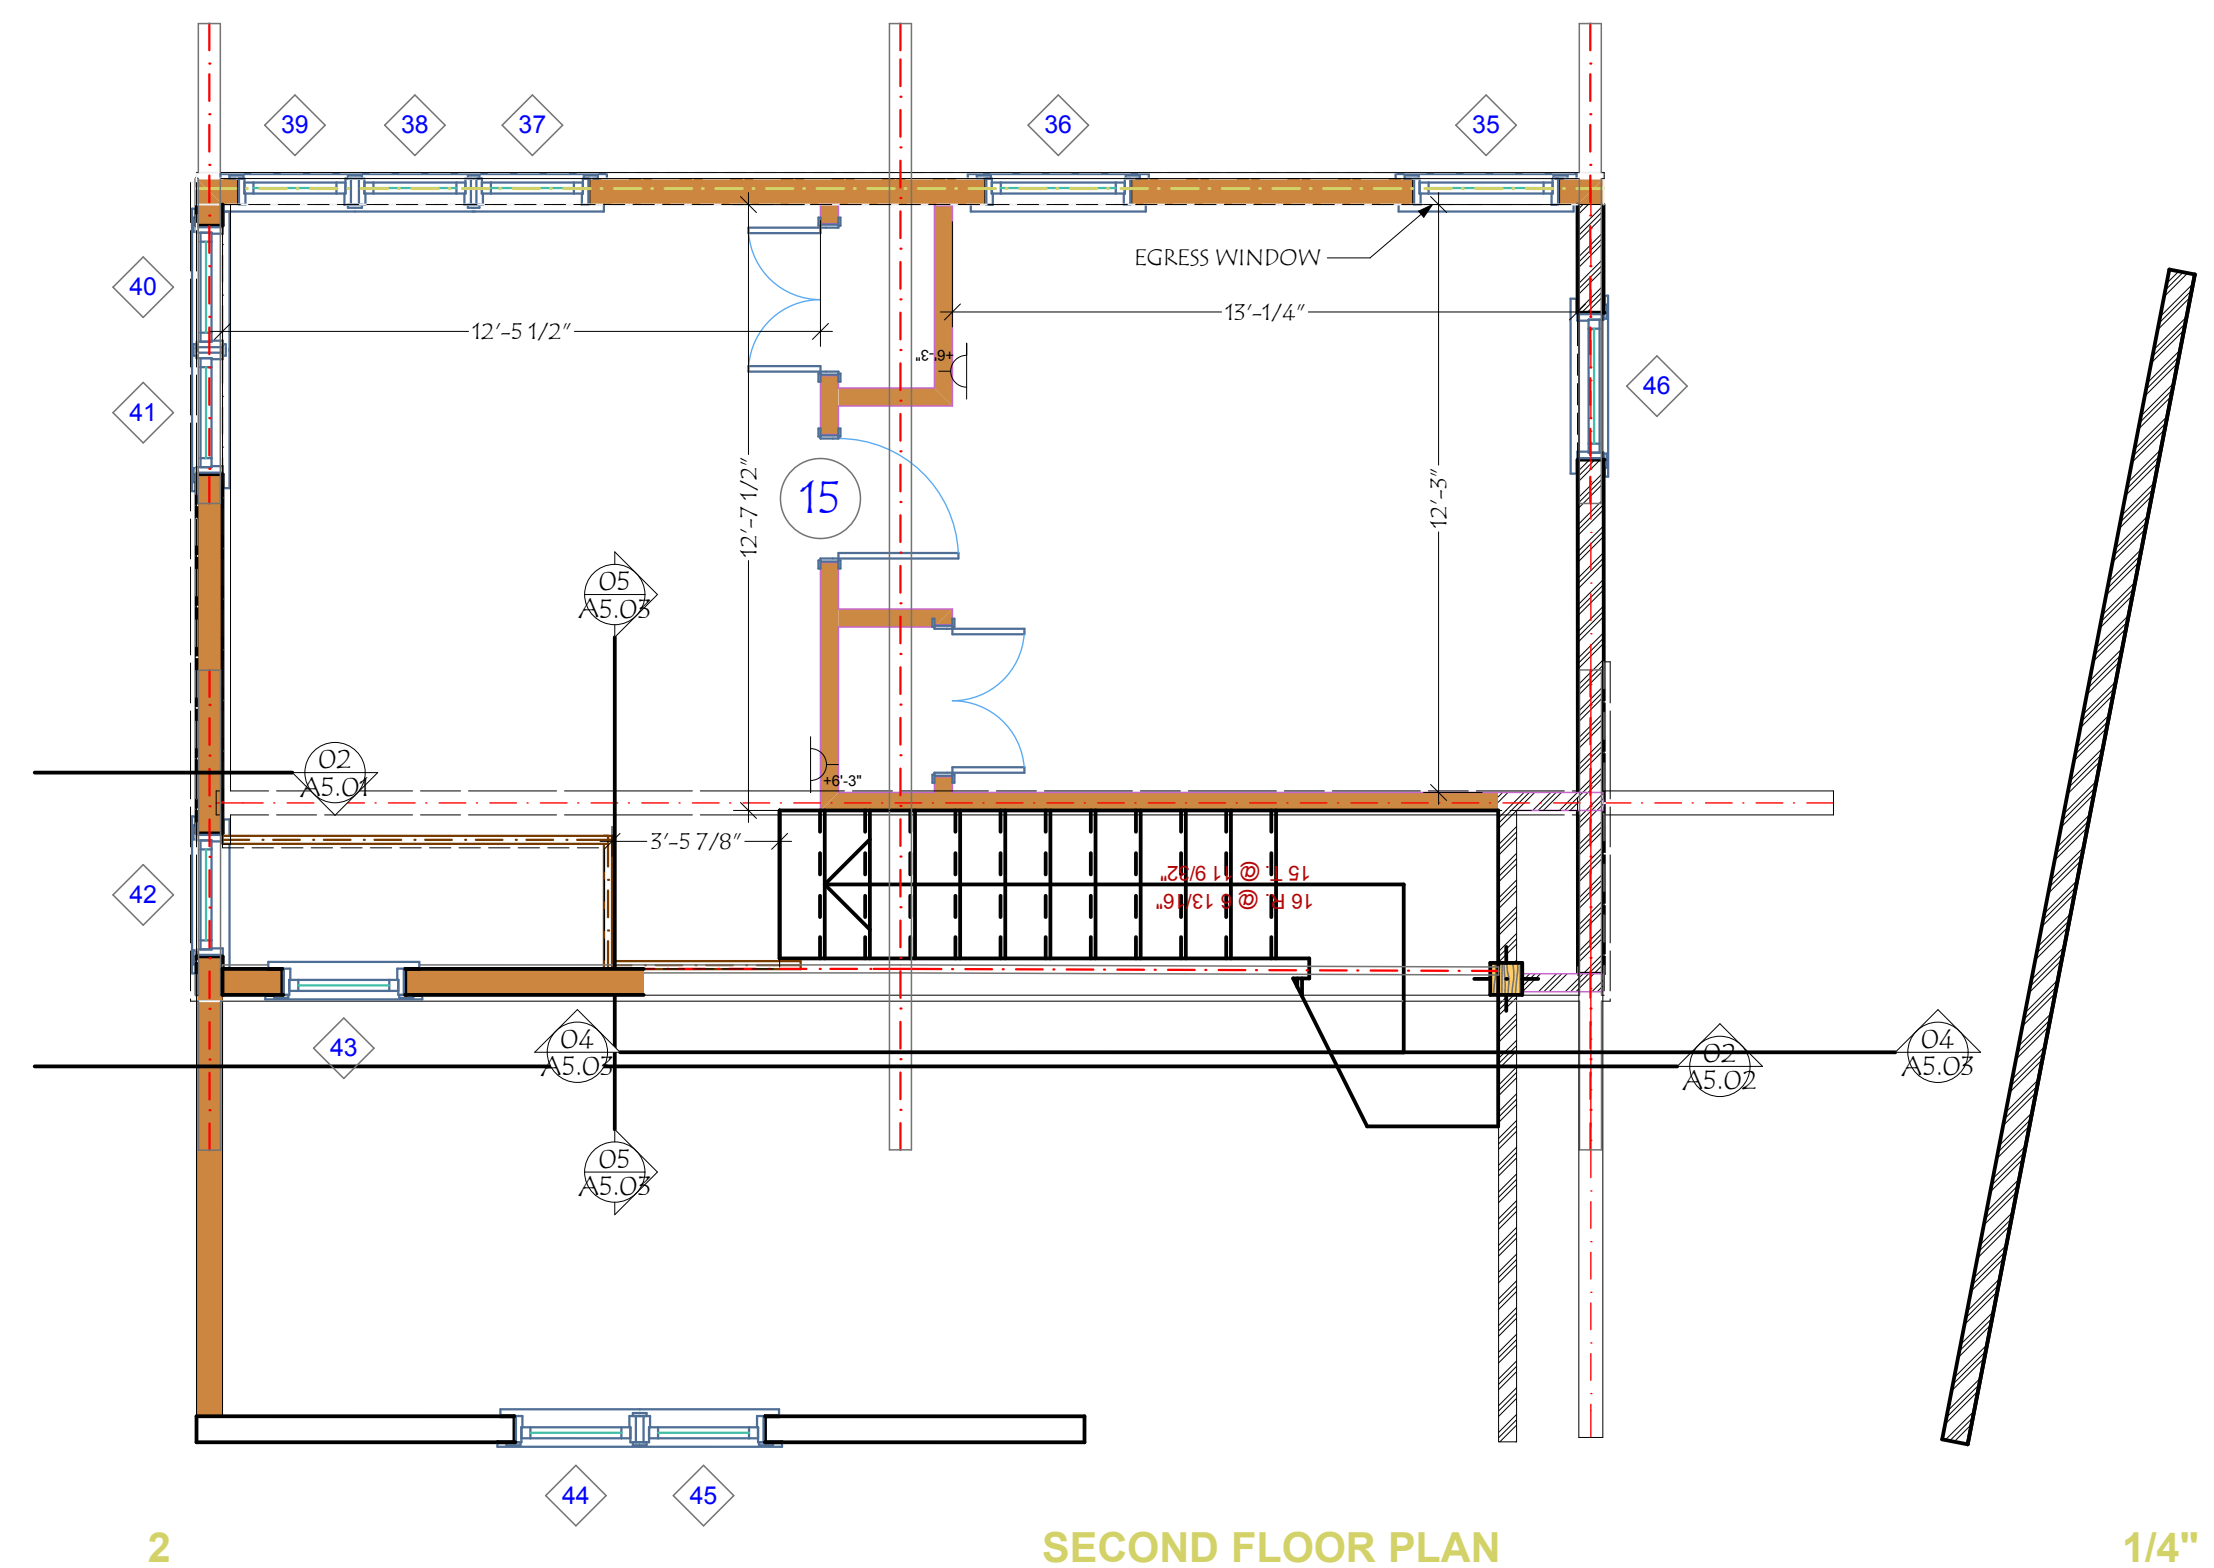 39
38
37
36
35
40
EGRESS WINDOW
12'-5 1/2"
13'-1/4"
+6'-3"
46
41
15
12'-7 1/2"
12'-3"
05
A5.03
02
A5.01
+6'-3"
3'-5 7/8"
16 R. @ 6 13/16"
15 T. @ 11 9/32"
42
43
04
A5.03
02
A5.02
04
A5.03
05
A5.03
44
45
2
SECOND FLOOR PLAN
1/4"